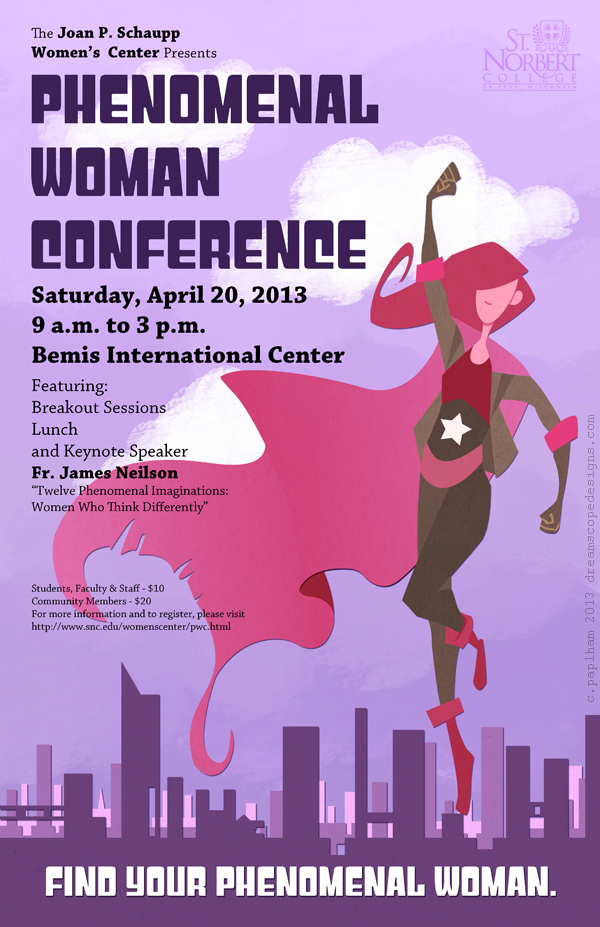 The Joan P. Schaupp
Women's Center Presents
ST.
NORBERT
COLLEGE
DE PERE, WISCONSIN
PHENOMENAL
WOMAN
CONFERENCE
Saturday, April 20, 2013
9 a.m. to 3 p.m.
Bemis International Center
Featuring:
Breakout Sessions
Lunch
and Keynote Speaker
Fr. James Neilson
"Twelve Phenomenal Imaginations:
Women Who Think Differently"
Students, Faculty & Staff - $10
Community Members - $20
For more information and to register, please visit
http://www.snc.edu/womenscenter/pwc.html
c.paplham 2013 dreamscopedesigns.com
FIND YOUR PHENOMENAL WOMAN.